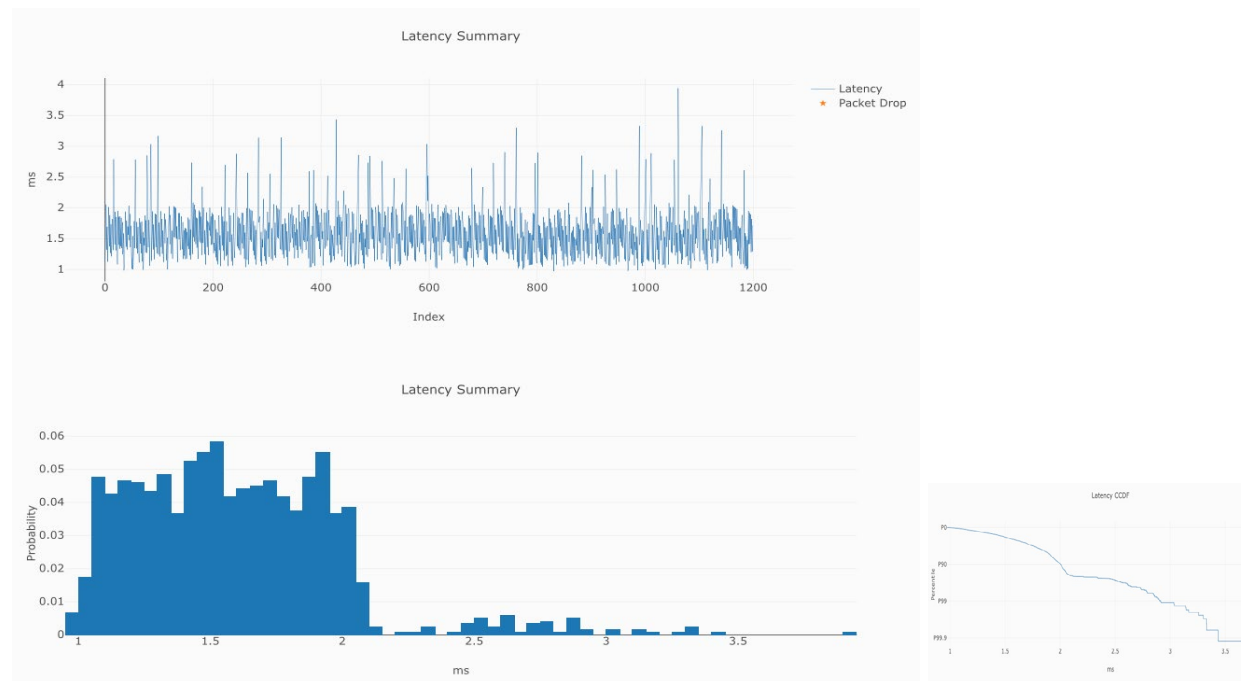 Latency Summary
4
3.5
3
2.5
2
1.5
1
ms
0 200 400 600 800 1000 1200
Index
Latency
Packet Drop
Latency Summary
0.06
0.05
0.04
0.03
0.02
0.01
0
Probability
1 1.5 2 2.5 3 3.5
ms
Latency CCDF
P0
P90
P99
P99.9
Percentile
1 1.5 2 2.5 3 3.5
ms